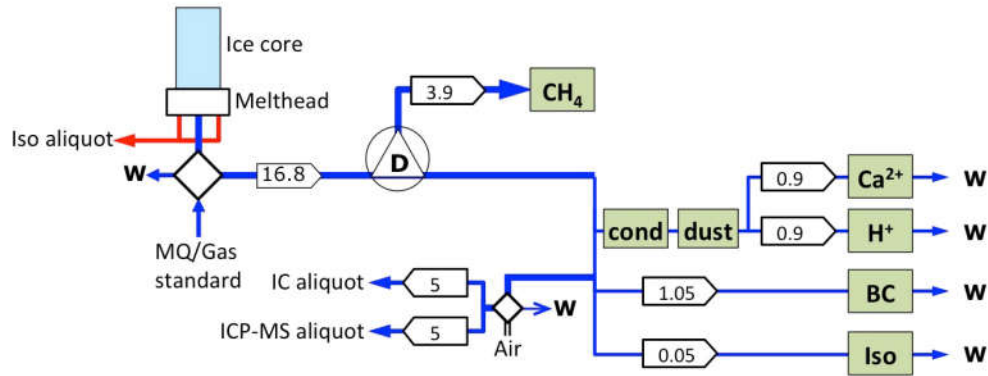 Ice core
Melthead
Iso aliquot
W
16.8
MQ/Gas
standard
3.9
CH₄
D
cond
dust
0.9
Ca²⁺
W
0.9
H⁺
W
IC aliquot
5
ICP-MS aliquot
5
W
Air
1.05
BC
W
0.05
Iso
W